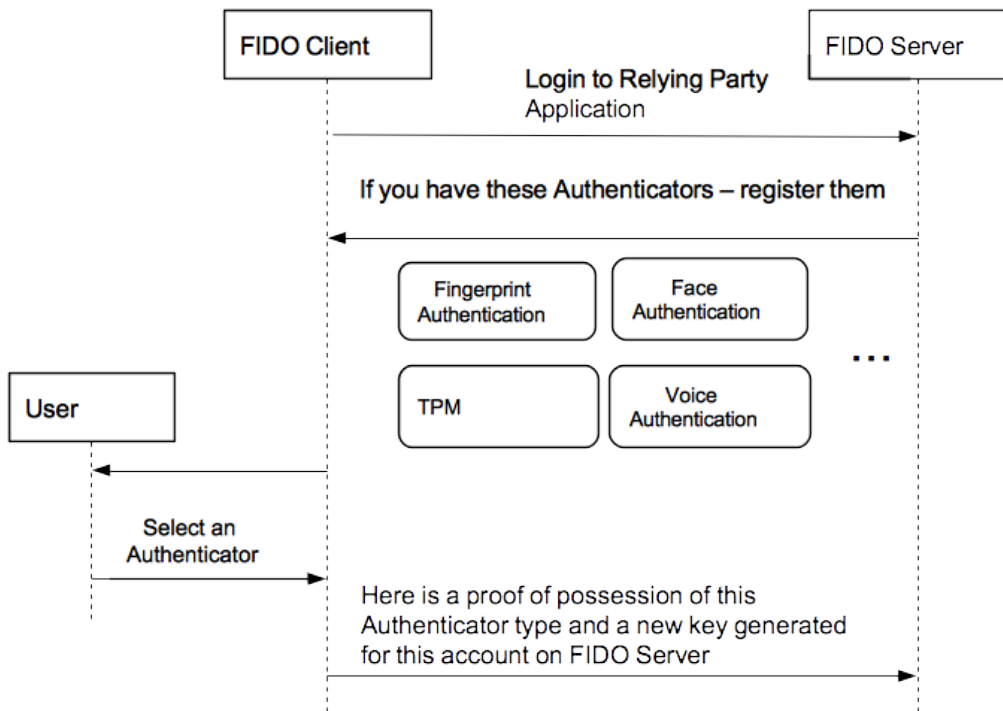 FIDO Client
FIDO Server
Login to Relying Party
Application
If you have these Authenticators – register them
Fingerprint
Authentication
Face
Authentication
...
TPM
Voice
Authentication
User
Select an
Authenticator
Here is a proof of possession of this
Authenticator type and a new key generated
for this account on FIDO Server